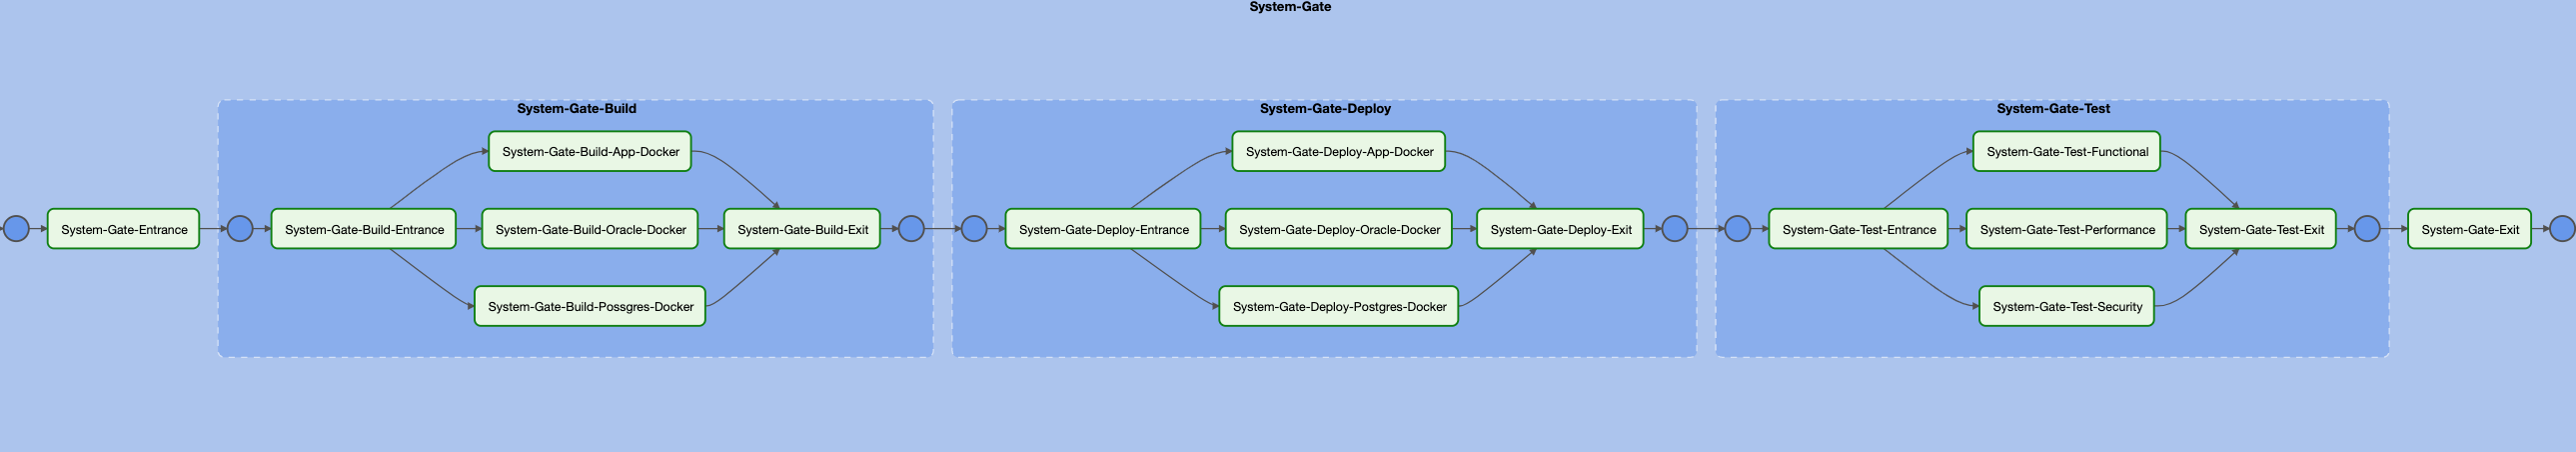 System-Gate
System-Gate-Entrance
System-Gate-Build
System-Gate-Build-Entrance
System-Gate-Build-App-Docker
System-Gate-Build-Oracle-Docker
System-Gate-Build-Possgres-Docker
System-Gate-Build-Exit
System-Gate-Deploy
System-Gate-Deploy-Entrance
System-Gate-Deploy-App-Docker
System-Gate-Deploy-Oracle-Docker
System-Gate-Deploy-Postgres-Docker
System-Gate-Deploy-Exit
System-Gate-Test
System-Gate-Test-Entrance
System-Gate-Test-Functional
System-Gate-Test-Performance
System-Gate-Test-Security
System-Gate-Test-Exit
System-Gate-Exit